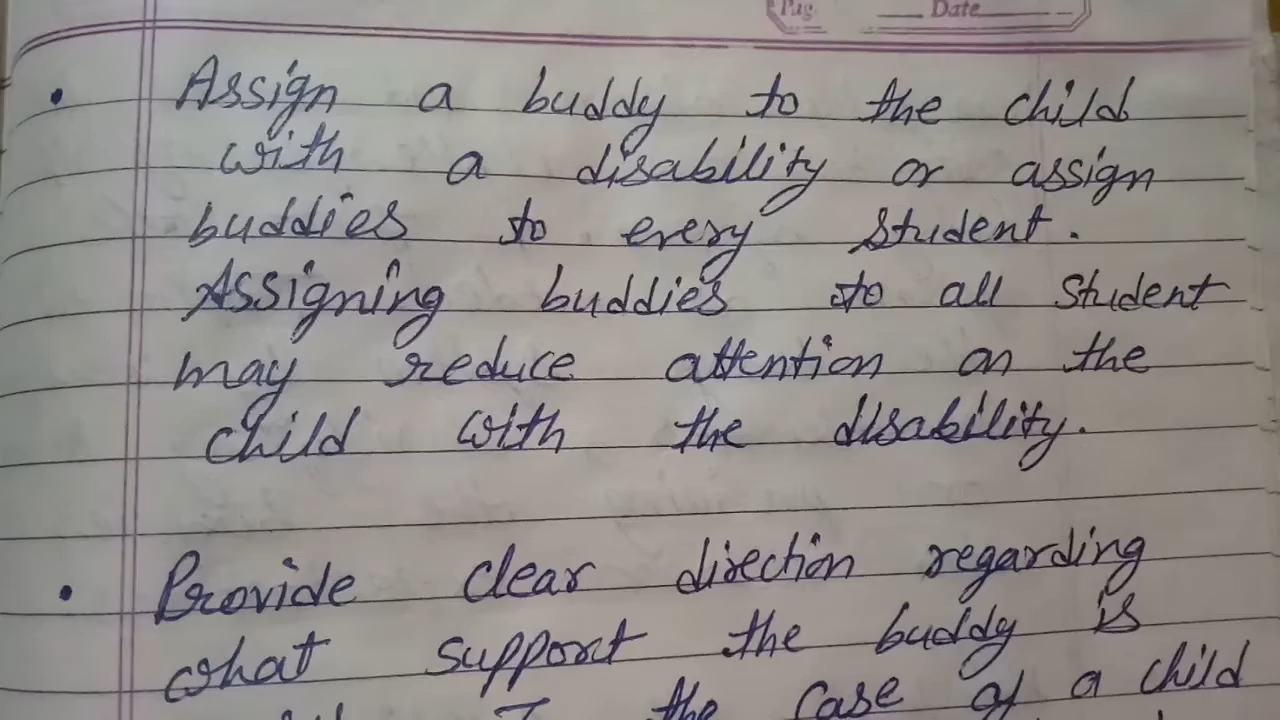 Pag Date
Assign a buddy to the child
with a disability or assign
buddies to every student.
Assigning buddies to all student
may reduce attention on the
child with the disability.
Provide clear direction regarding
what support the buddy is
the case of a child